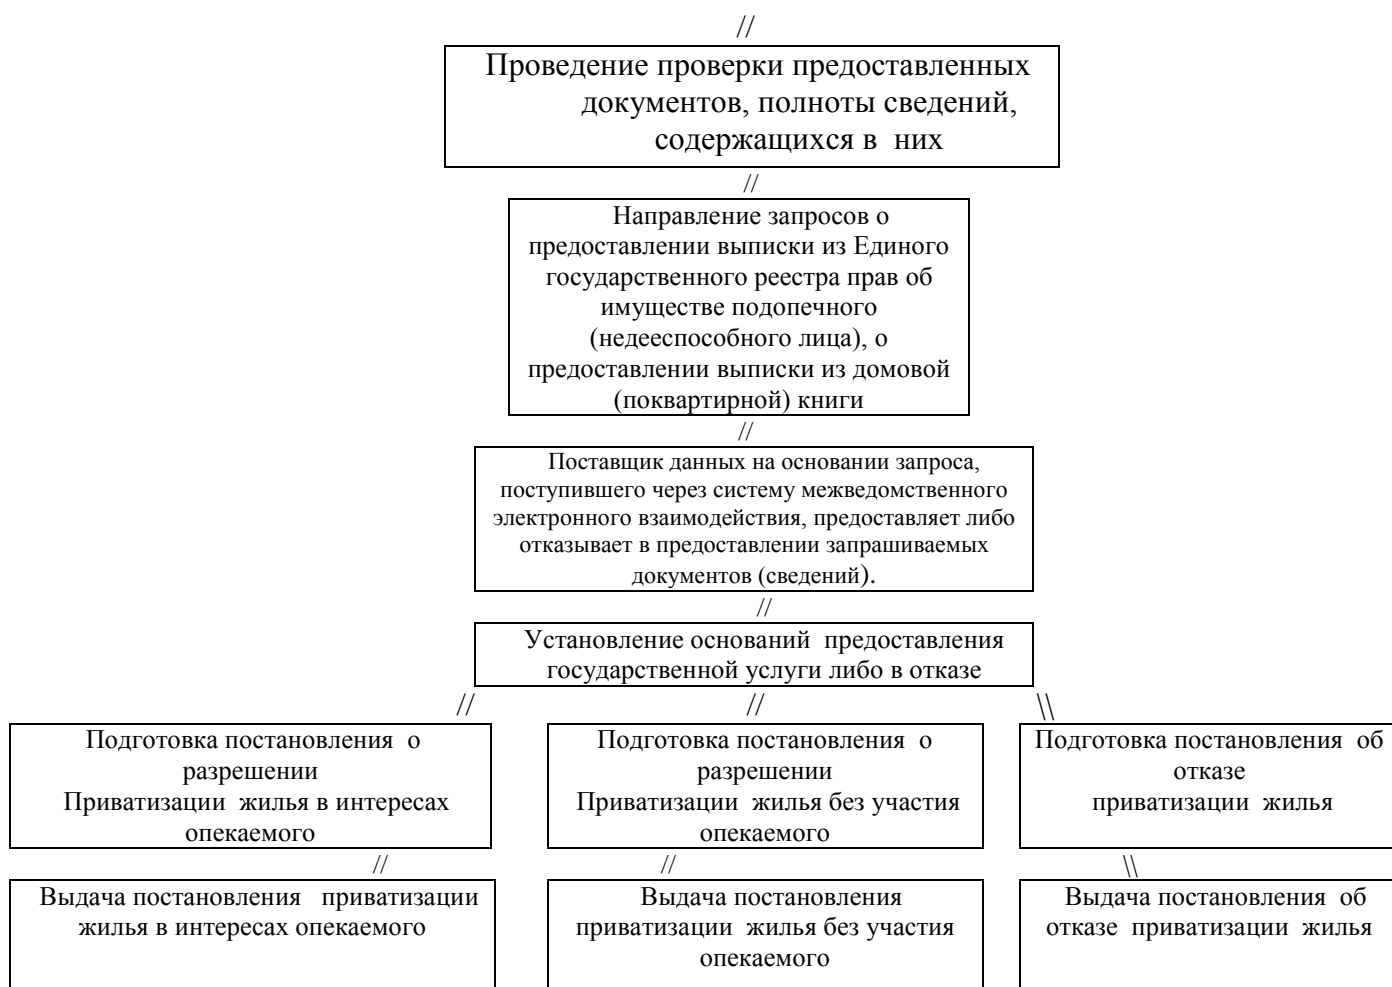 //
Проведение проверки предоставленных
документов, полноты сведений,
содержащихся в них
//
Направление запросов о
предоставлении выписки из Единого
государственного реестра прав об
имуществе подопечного
(недееспособного лица), о
предоставлении выписки из домовой
(поквартирной) книги
//
Поставщик данных на основании запроса,
поступившего через систему межведомственного
электронного взаимодействия, предоставляет либо
отказывает в предоставлении запрашиваемых
документов (сведений).
//
Установление оснований предоставления
государственной услуги либо в отказе
// // \\
Подготовка постановления о
разрешении
Приватизации жилья в интересах
опекаемого
Подготовка постановления о
разрешении
Приватизации жилья без участия
опекаемого
Подготовка постановления об
отказе
приватизации жилья
// // \\
Выдача постановления приватизации
жилья в интересах опекаемого
Выдача постановления
приватизации жилья без участия
опекаемого
Выдача постановления об
отказе приватизации жилья